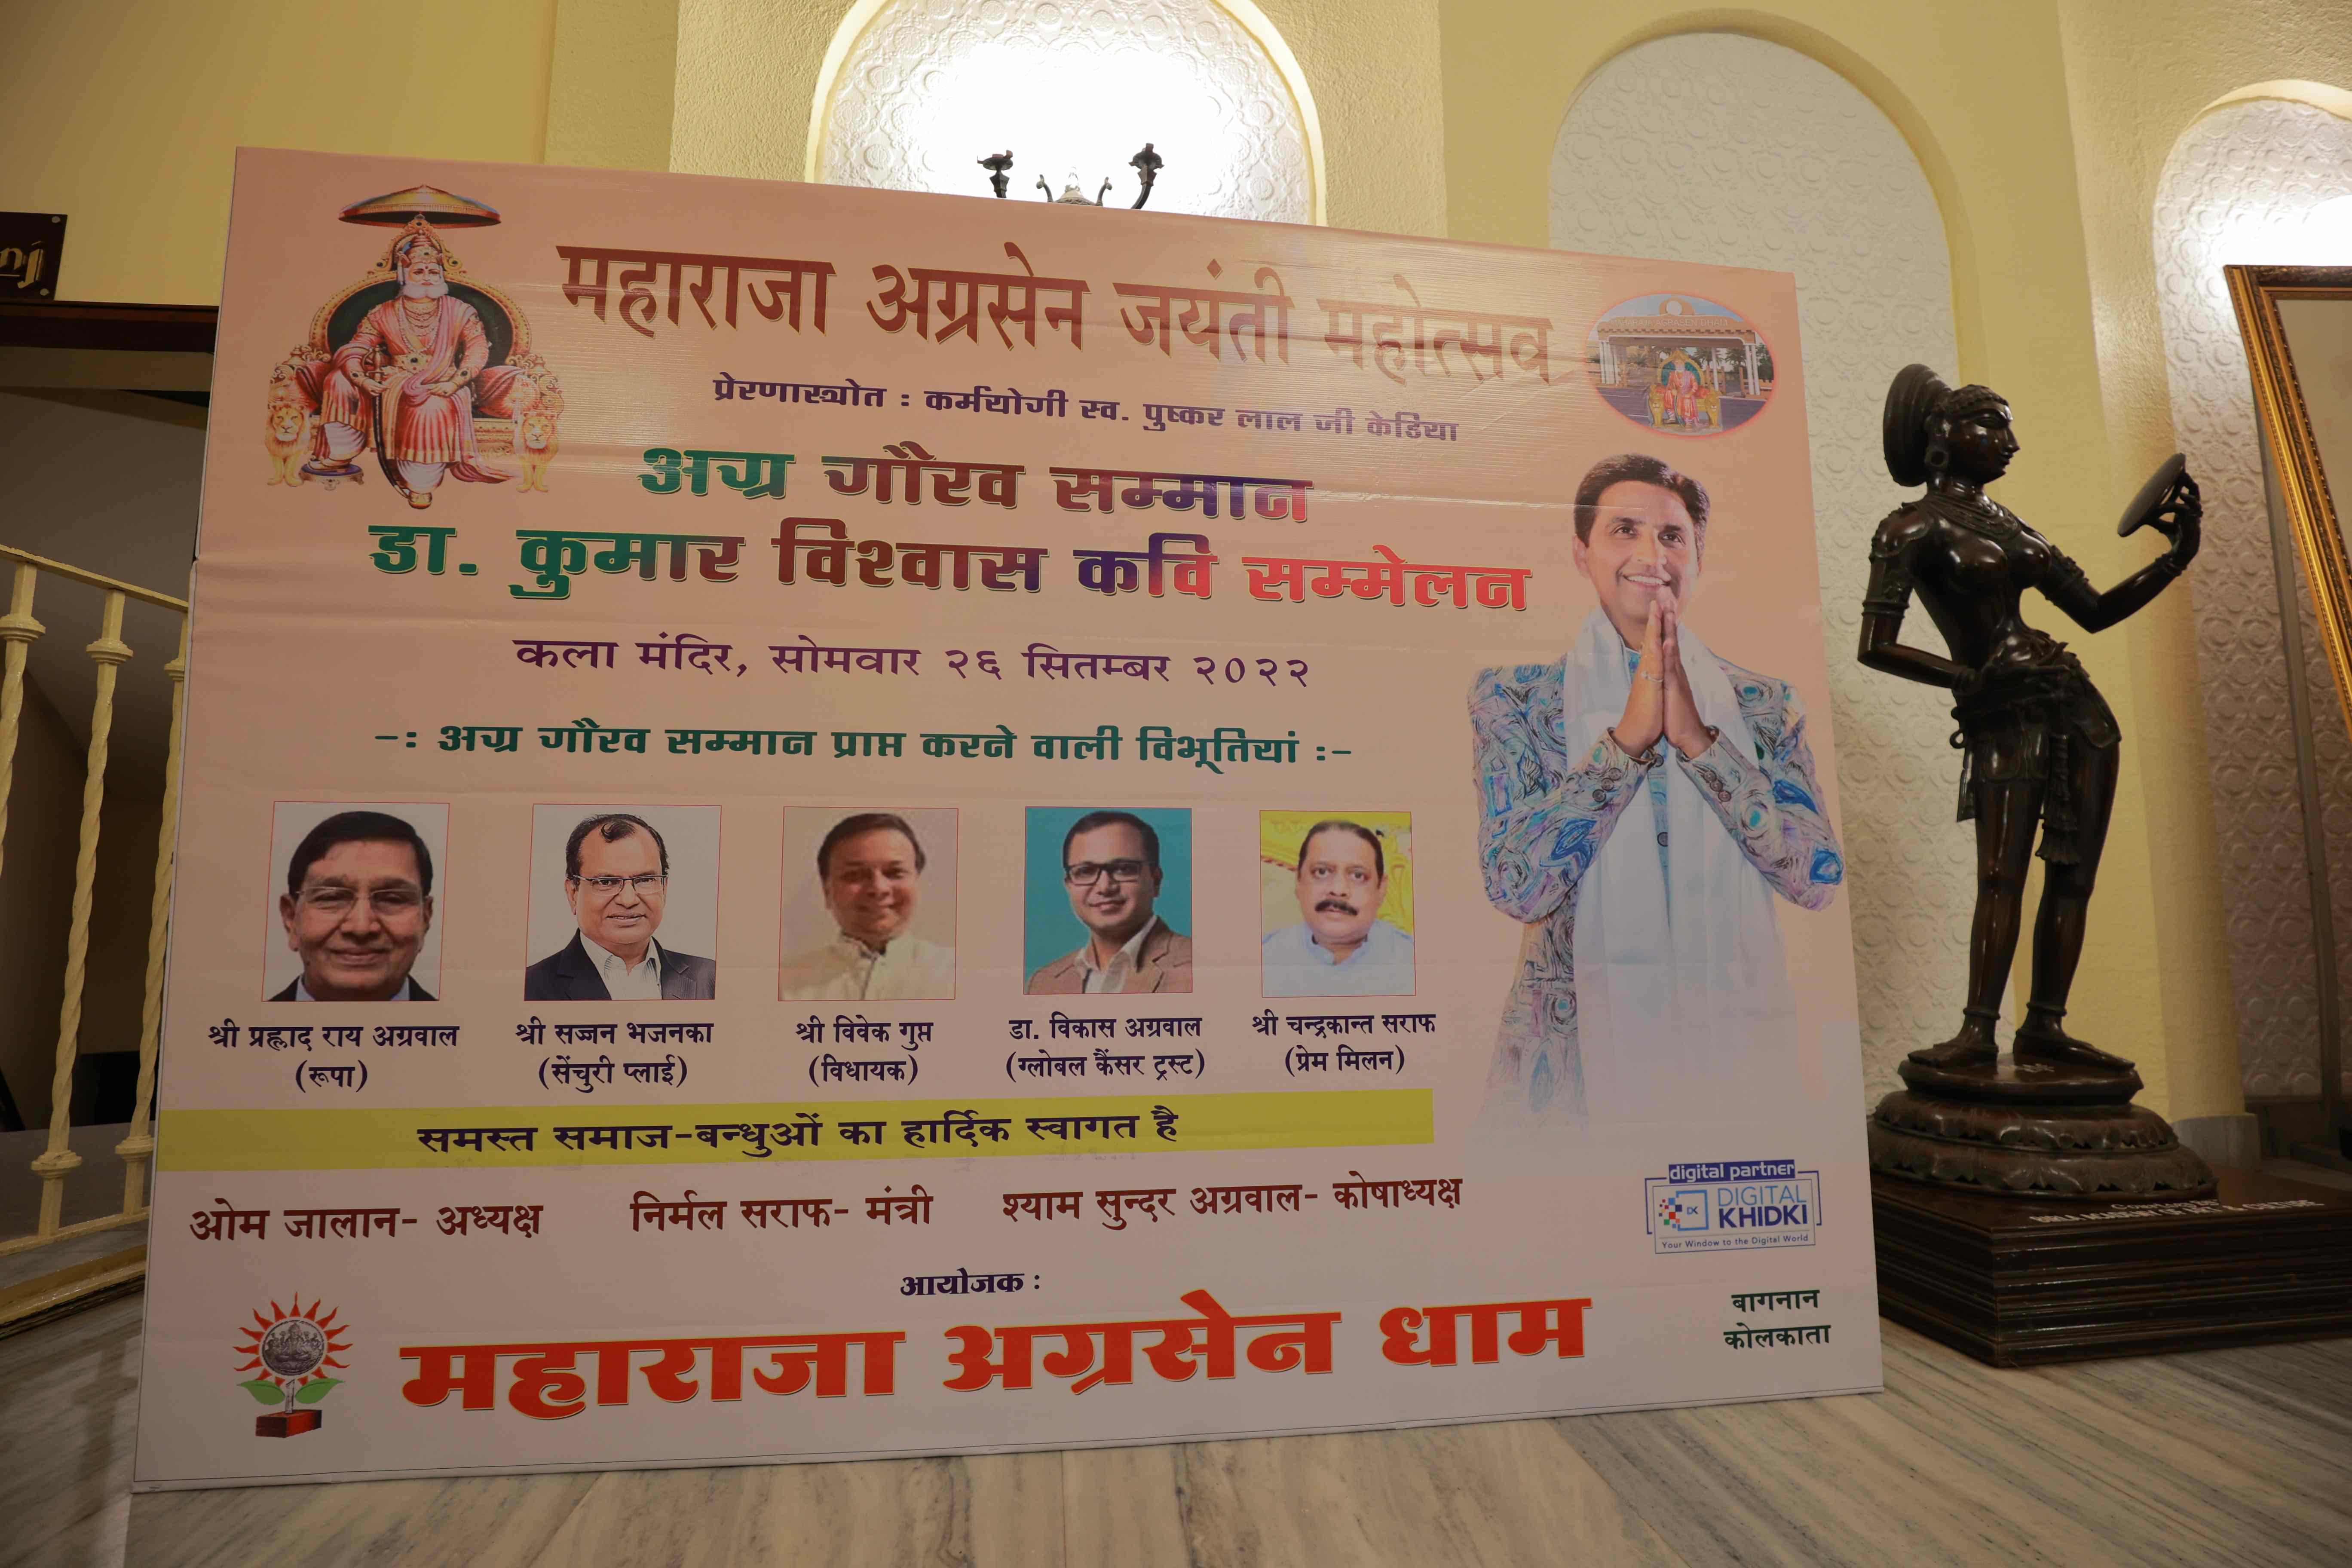 महाराजा अग्रसेन जयंती महोत्सव
प्रेरणास्त्रोत : कर्मयोगी स्व. पुष्कर लाल जी केडिया
अग्र गौरव सम्मान
डा. कुमार विश्वास कवि सम्मेलन
कला मंदिर, सोमवार २६ सितम्बर २०२२
-: अग्र गौरव सम्मान प्राप्त करने वाली विभूतियां :-
श्री प्रह्लाद राय अग्रवाल
(रूपा)
श्री सज्जन भजनका
(सेंचुरी प्लाई)
श्री विवेक गुप्त
(विधायक)
डा. विकास अग्रवाल
(ग्लोबल कैंसर ट्रस्ट)
श्री चन्द्रकान्त सराफ
(प्रेम मिलन)
समस्त समाज-बन्धुओं का हार्दिक स्वागत है
ओम जालान- अध्यक्ष निर्मल सराफ- मंत्री श्याम सुन्दर अग्रवाल- कोषाध्यक्ष
digital partner
DK
DIGITAL
KHIDKI
Your Window to the Digital World
आयोजक :
महाराजा अग्रसेन धाम
बागनान
कोलकाता